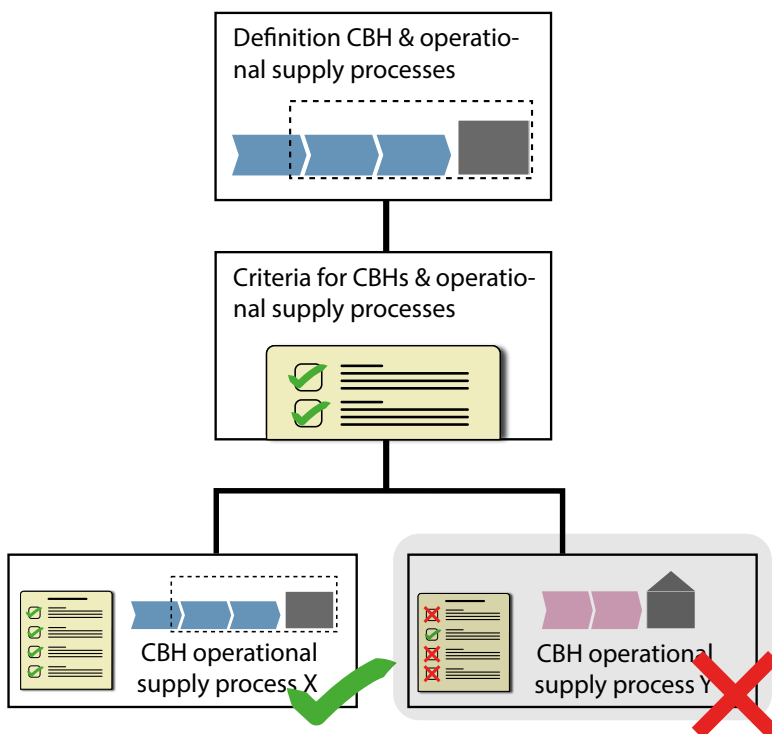 Definition CBH & operatio-
nal supply processes
Criteria for CBHs & operatio-
nal supply processes
CBH operational
supply process X
CBH operational
supply process Y